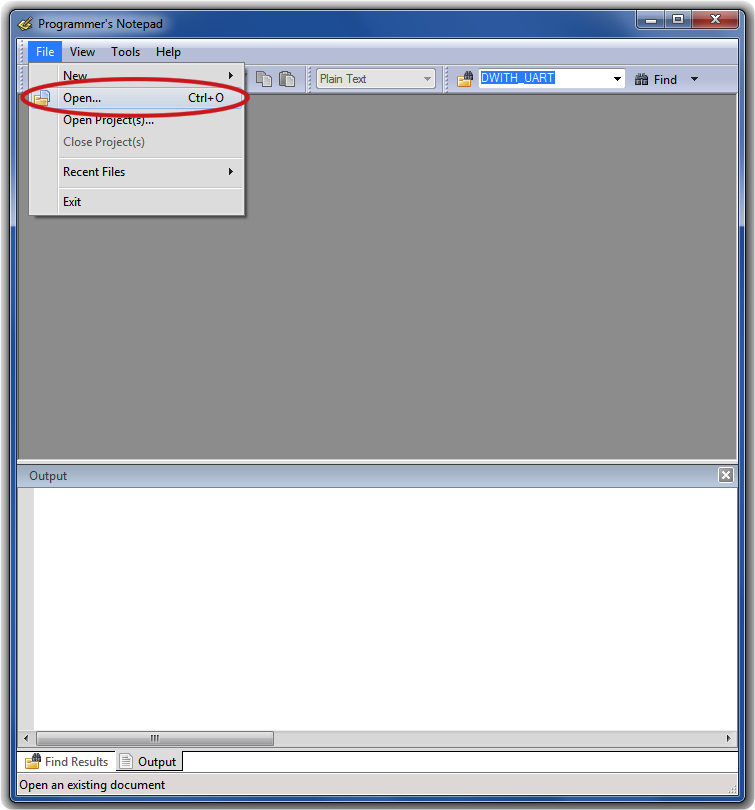 Programmer's Notepad
File View Tools Help
New
Plain Text
DWITH_UART
Find
Open... Ctrl+O
Open Project(s)...
Close Project(s)
Recent Files
Exit
Output
Find Results
Output
Open an existing document